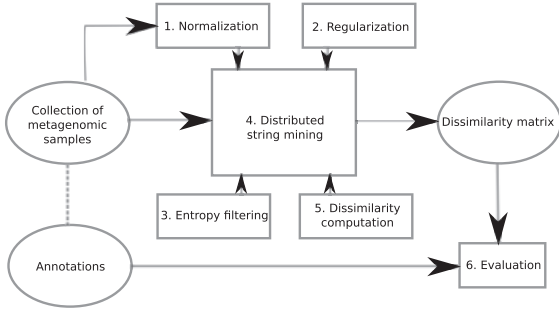 1. Normalization
2. Regularization
Collection of
metagenomic
samples
4. Distributed
string mining
Dissimilarity matrix
3. Entropy filtering
5. Dissimilarity
computation
Annotations
6. Evaluation